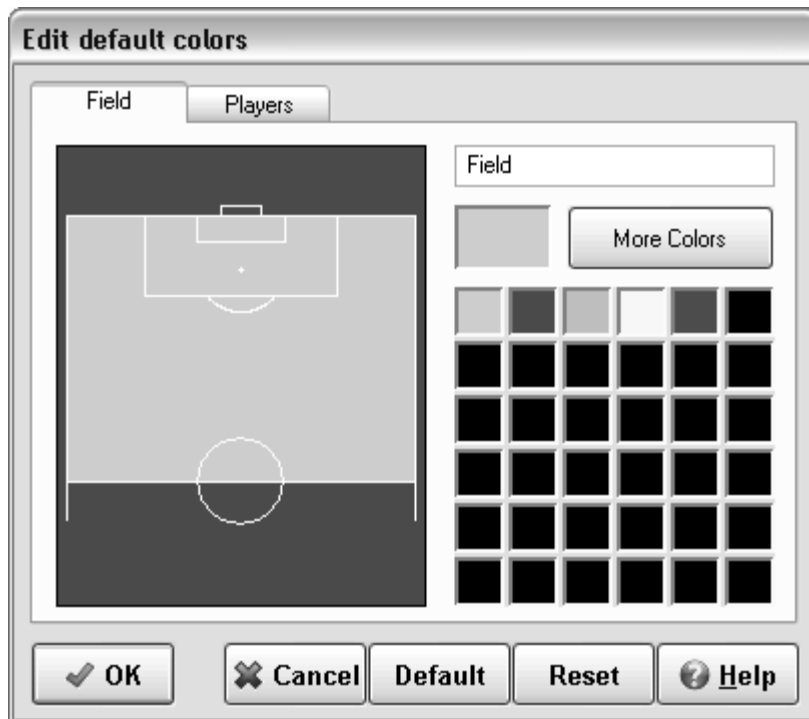 Edit default colors
Field
Players
Field
More Colors
OK
Cancel
Default
Reset
Help